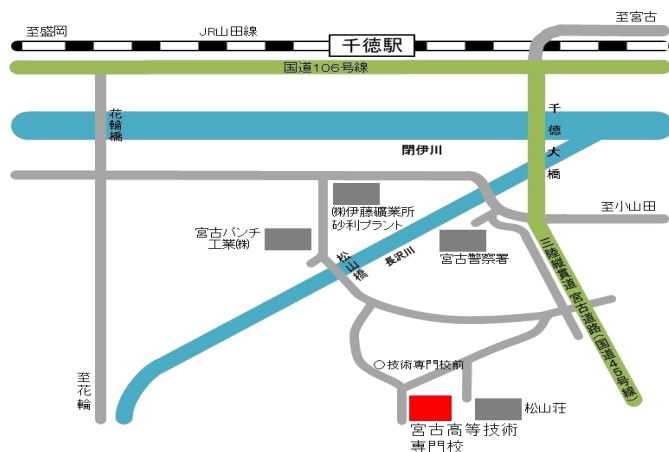 至宮古
至盛岡
JR山田線
千徳駅
国道106号線
花輪橋
千徳大橋
閉伊川
㈱伊藤礦業所
砂利プラント
至小山田
宮古パンチ
工業㈱
松山橋
長沢川
宮古警察署
三陸縦貫道 宮古道路(国道45号線)
○技術専門校前
至花輪
宮古高等技術
専門校
松山荘